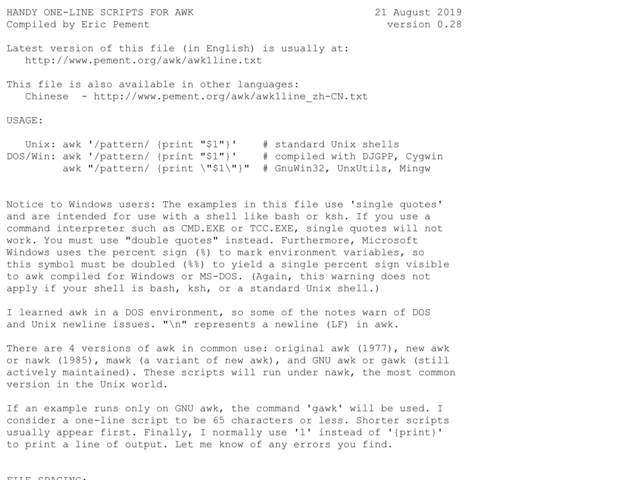 HANDY ONE-LINE SCRIPTS FOR AWK                               21 August 2019
Compiled by Eric Pement                                        version 0.28
Latest version of this file (in English) is usually at:
   http://www.pement.org/awk/awk1line.txt
This file is also available in other languages:
   Chinese  - http://www.pement.org/awk/awk1line_zh-CN.txt
USAGE:
   Unix: awk '/pattern/ {print "$1"}'    # standard Unix shells
DOS/Win: awk '/pattern/ {print "$1"}'    # compiled with DJGPP, Cygwin
         awk "/pattern/ {print \"$1\"}"  # GnuWin32, UnxUtils, Mingw
Notice to Windows users: The examples in this file use 'single quotes'
and are intended for use with a shell like bash or ksh. If you use a
command interpreter such as CMD.EXE or TCC.EXE, single quotes will not
work. You must use "double quotes" instead. Furthermore, Microsoft
Windows uses the percent sign (%) to mark environment variables, so
this symbol must be doubled (%%) to yield a single percent sign visible
to awk compiled for Windows or MS-DOS. (Again, this warning does not
apply if your shell is bash, ksh, or a standard Unix shell.)
I learned awk in a DOS environment, so some of the notes warn of DOS
and Unix newline issues. "\n" represents a newline (LF) in awk.
There are 4 versions of awk in common use: original awk (1977), new awk
or nawk (1985), mawk (a variant of new awk), and GNU awk or gawk (still
actively maintained). These scripts will run under nawk, the most common
version in the Unix world.
If an example runs only on GNU awk, the command 'gawk' will be used. I
consider a one-line script to be 65 characters or less. Shorter scripts
usually appear first. Finally, I normally use '1' instead of '{print}'
to print a line of output. Let me know of any errors you find.
FILE SPACING: